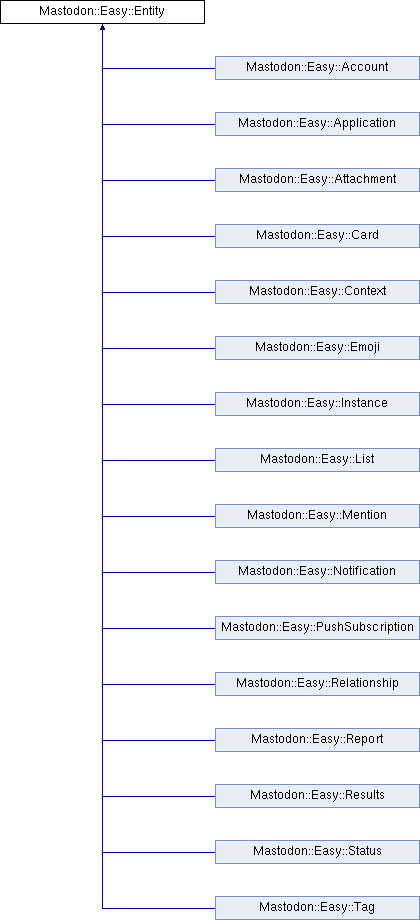 Mastodon::Easy::Entity
Mastodon::Easy::Account
Mastodon::Easy::Application
Mastodon::Easy::Attachment
Mastodon::Easy::Card
Mastodon::Easy::Context
Mastodon::Easy::Emoji
Mastodon::Easy::Instance
Mastodon::Easy::List
Mastodon::Easy::Mention
Mastodon::Easy::Notification
Mastodon::Easy::PushSubscription
Mastodon::Easy::Relationship
Mastodon::Easy::Report
Mastodon::Easy::Results
Mastodon::Easy::Status
Mastodon::Easy::Tag